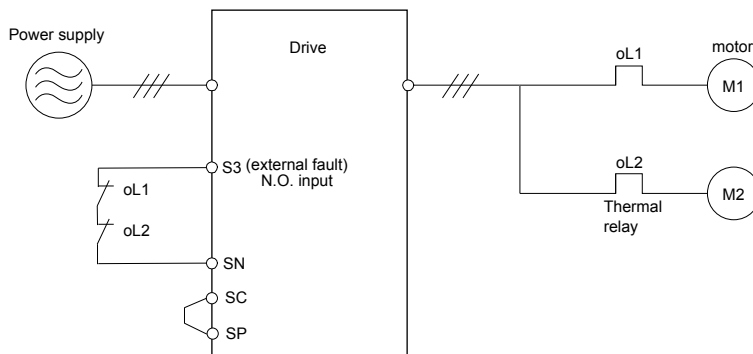 Power supply
Drive
oL1
motor
M1
S3 (external fault)
N.O. input
oL1
oL2
oL2
M2
Thermal
relay
SN
SC
SP